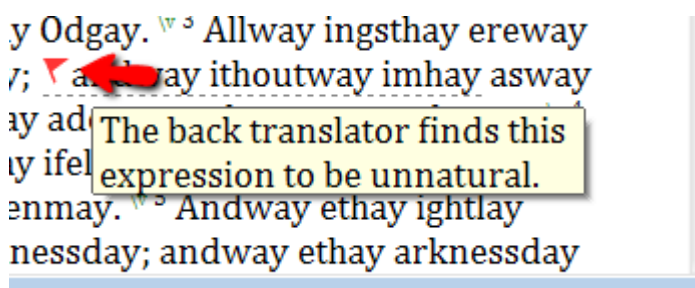 y Odgay. \v 3 Allway ingsthay ereway
y; andway ithoutway imhay asway
ay ad
The back translator finds this
expression to be unnatural.
y ifel
enmay. \v 5 Andway ethay ightlay
nessday; andway ethay arknessday